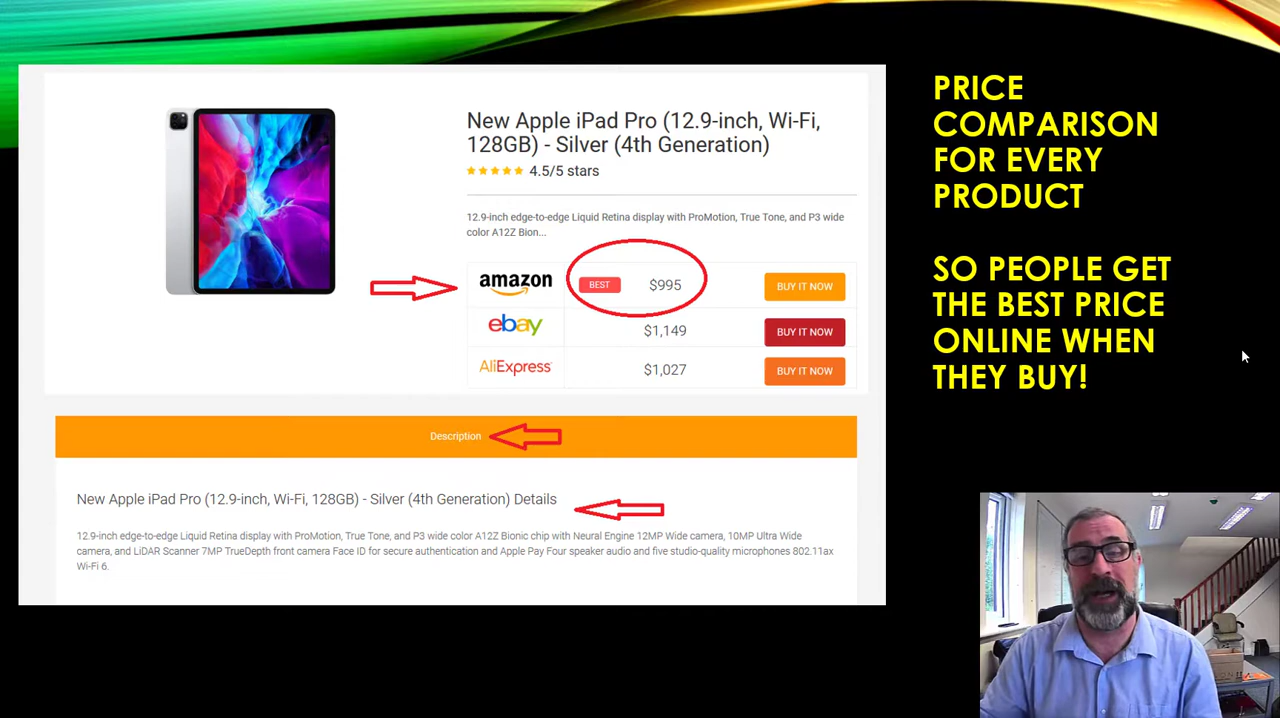 New Apple iPad Pro (12.9-inch, Wi-Fi,
128GB) - Silver (4th Generation)
4.5/5 stars
12.9-inch edge-to-edge Liquid Retina display with ProMotion, True Tone, and P3 wide
color A12Z Bion...
amazon BEST $995 BUY IT NOW
ebay $1,149 BUY IT NOW
AliExpress $1,027 BUY IT NOW
Description
New Apple iPad Pro (12.9-inch, Wi-Fi, 128GB) - Silver (4th Generation) Details
12.9-inch edge-to-edge Liquid Retina display with ProMotion, True Tone, and P3 wide color A12Z Bionic chip with Neural Engine 12MP Wide camera, 10MP Ultra Wide
camera, and LiDAR Scanner 7MP TrueDepth front camera Face ID for secure authentication and Apple Pay Four speaker audio and five studio-quality microphones 802.11ax
Wi-Fi 6.
PRICE
COMPARISON
FOR EVERY
PRODUCT
SO PEOPLE GET
THE BEST PRICE
ONLINE WHEN
THEY BUY!